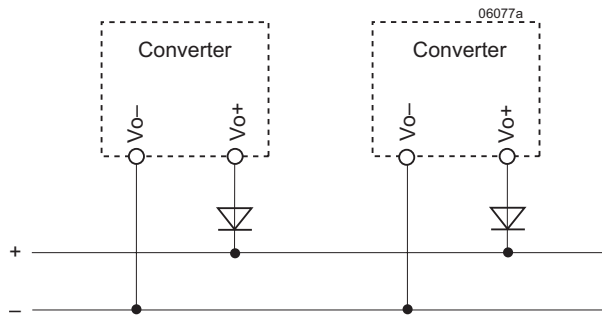 06077a
Converter
Converter
Vo–
Vo+
Vo–
Vo+
+
–